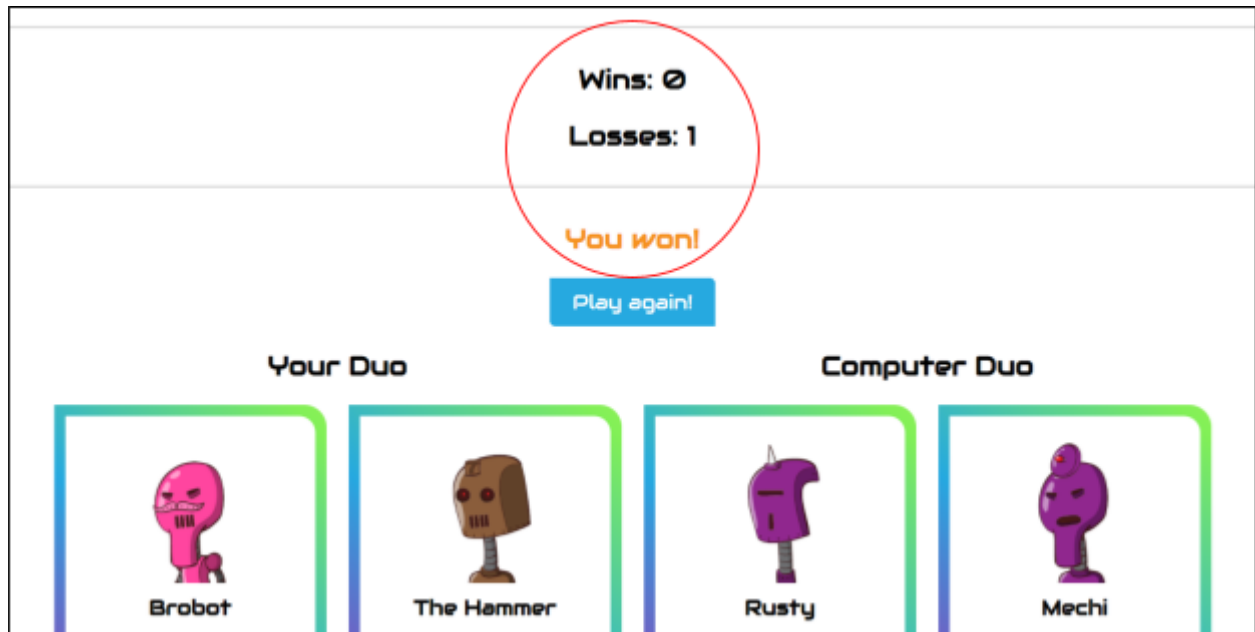 Wins: 0
Losses: 1
You won!
Play again!
Your Duo
Computer Duo
Brobot
The Hammer
Rusty
Mechi